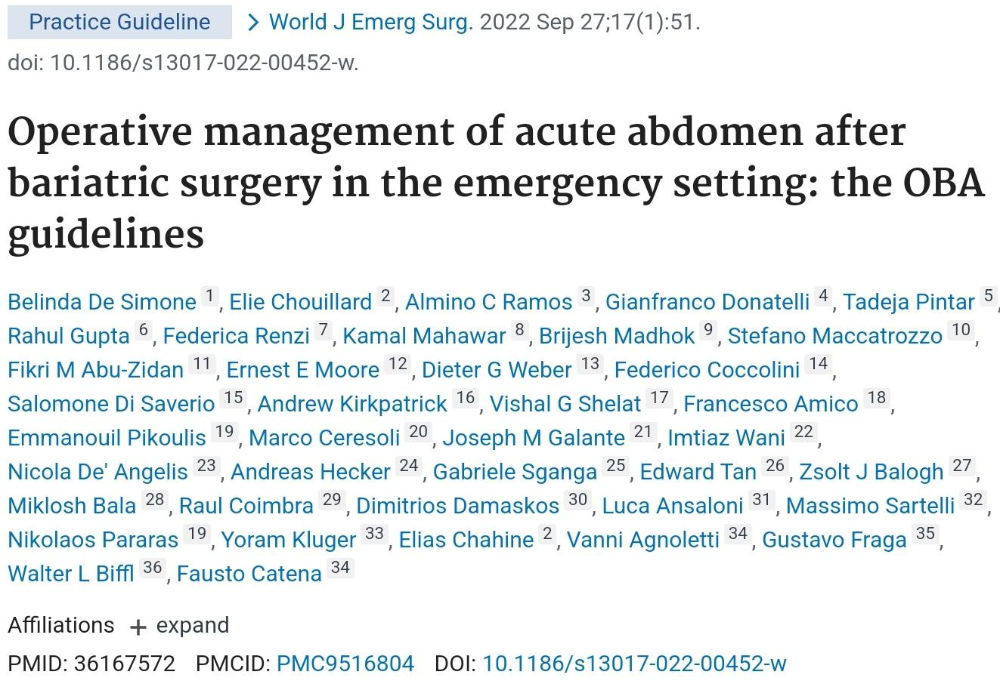 Practice Guideline > World J Emerg Surg. 2022 Sep 27;17(1):51.
doi: 10.1186/s13017-022-00452-w.
Operative management of acute abdomen after
bariatric surgery in the emergency setting: the OBA
guidelines
Belinda De Simone 1, Elie Chouillard 2, Almino C Ramos 3, Gianfranco Donatelli 4, Tadeja Pintar 5,
Rahul Gupta 6, Federica Renzi 7, Kamal Mahawar 8, Brijesh Madhok 9, Stefano Maccatrozzo 10,
Fikri M Abu-Zidan 11, Ernest E Moore 12, Dieter G Weber 13, Federico Coccolini 14,
Salomone Di Saverio 15, Andrew Kirkpatrick 16, Vishal G Shelat 17, Francesco Amico 18,
Emmanouil Pikoulis 19, Marco Ceresoli 20, Joseph M Galante 21, Imtiaz Wani 22,
Nicola De' Angelis 23, Andreas Hecker 24, Gabriele Sganga 25, Edward Tan 26, Zsolt J Balogh 27,
Miklosh Bala 28, Raul Coimbra 29, Dimitrios Damaskos 30, Luca Ansaloni 31, Massimo Sartelli 32,
Nikolaos Pararas 19, Yoram Kluger 33, Elias Chahine 2, Vanni Agnoletti 34, Gustavo Fraga 35,
Walter L Biffl 36, Fausto Catena 34
Affiliations + expand
PMID: 36167572 PMCID: PMC9516804 DOI: 10.1186/s13017-022-00452-w